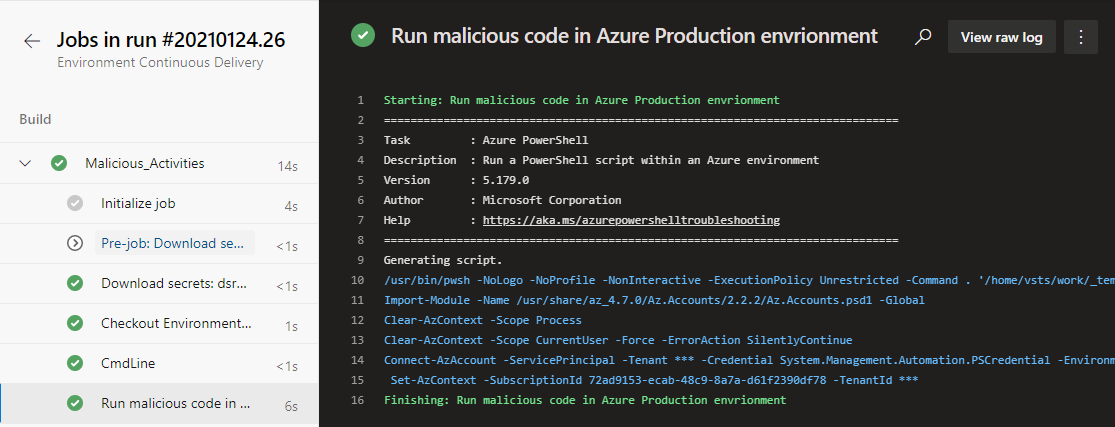 Jobs in run #20210124.26
Environment Continuous Delivery
Build
Malicious_Activities 14s
Initialize job 4s
Pre-job: Download se... <1s
Download secrets: dsr... <1s
Checkout Environment... 1s
CmdLine <1s
Run malicious code in ... 6s
Run malicious code in Azure Production envrionment
View raw log
1 Starting: Run malicious code in Azure Production envrionment
2 ==============================================================================
3 Task : Azure PowerShell
4 Description : Run a PowerShell script within an Azure environment
5 Version : 5.179.0
6 Author : Microsoft Corporation
7 Help : https://aka.ms/azurepowershelltroubleshooting
8 ==============================================================================
9 Generating script.
10 /usr/bin/pwsh -NoLogo -NoProfile -NonInteractive -ExecutionPolicy Unrestricted -Command . '/home/vsts/work/_tem
11 Import-Module -Name /usr/share/az_4.7.0/Az.Accounts/2.2.2/Az.Accounts.psd1 -Global
12 Clear-AzContext -Scope Process
13 Clear-AzContext -Scope CurrentUser -Force -ErrorAction SilentlyContinue
14 Connect-AzAccount -ServicePrincipal -Tenant *** -Credential System.Management.Automation.PSCredential -Environm
15 Set-AzContext -SubscriptionId 72ad9153-ecab-48c9-8a7a-d61f2390df78 -TenantId ***
16 Finishing: Run malicious code in Azure Production envrionment